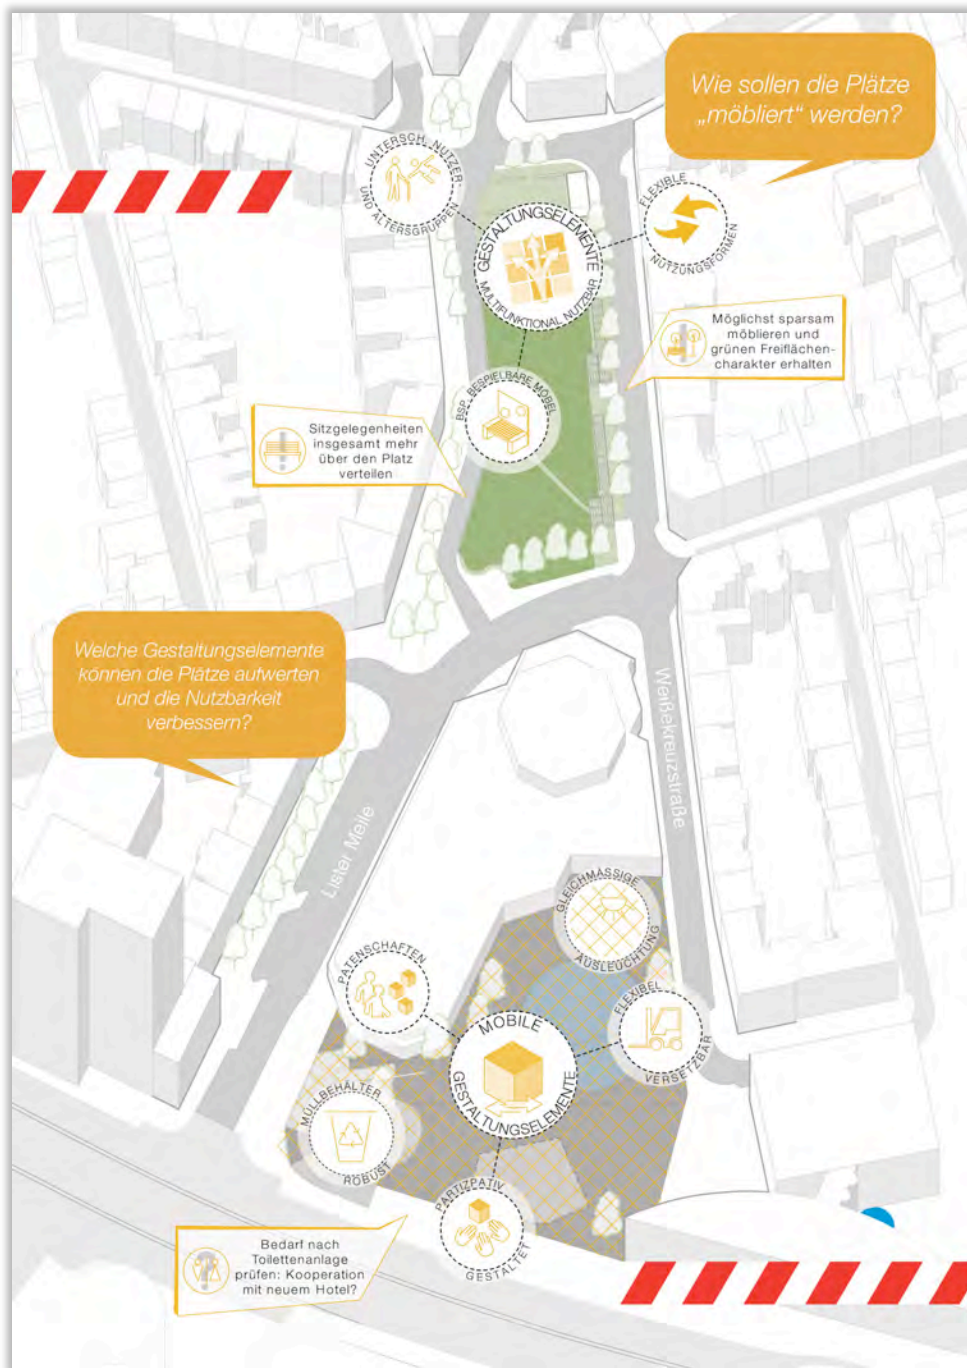 Wie sollen die Plätze
„möbliert“ werden?
UNTERSCH. NUTZER-
UND ALTERSGRUPPEN
FLEXIBLE
NUTZUNGSFORMEN
GESTALTUNGSELEMENTE
MULTIFUNKTIONAL NUTZBAR
Möglichst sparsam
möblieren und
grünen Freiflächen-
charakter erhalten
BSP. BESPIELBARE MÖBEL
Sitzgelegenheiten
insgesamt mehr
über den Platz
verteilen
Welche Gestaltungselemente
können die Plätze aufwerten
und die Nutzbarkeit
verbessern?
Weißekreuzstraße
Lister Meile
GLEICHMÄSSIGE
AUSLEUCHTUNG
PATENSCHAFTEN
FLEXIBEL
VERSETZBAR
MOBILE
GESTALTUNGSELEMENTE
MÜLLBEHÄLTER
ROBUST
PARTIZPATIV
GESTALTET
Bedarf nach
Toilettenanlage
prüfen: Kooperation
mit neuem Hotel?